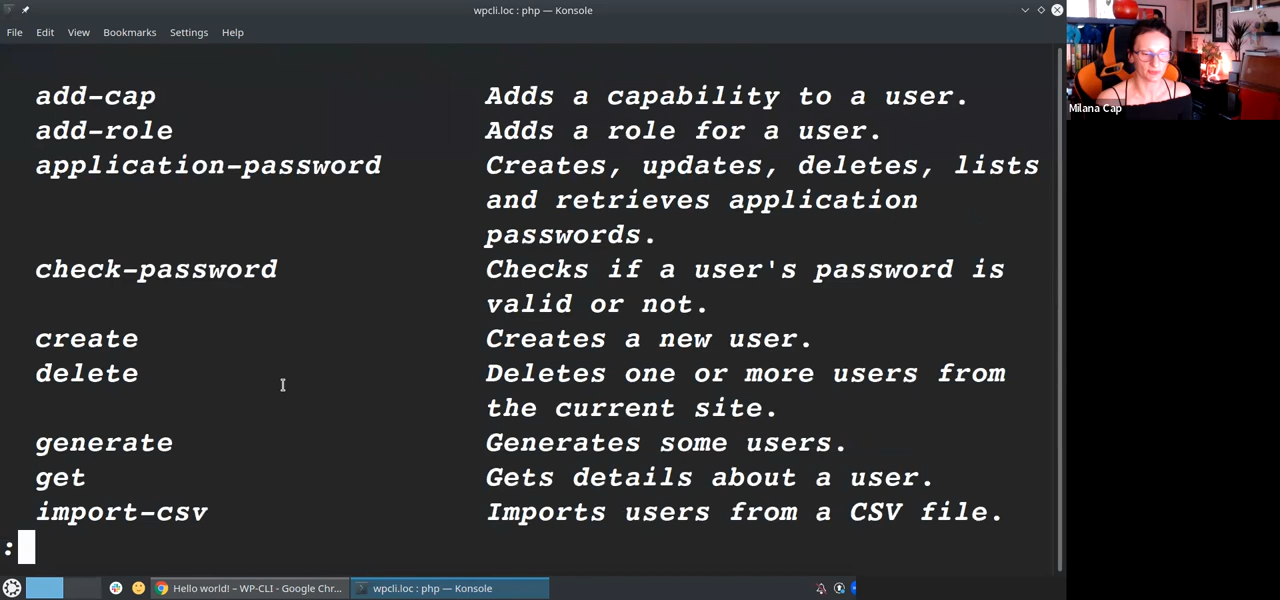 wpcli.loc : php — Konsole
File Edit View Bookmarks Settings Help
add-cap Adds a capability to a user.
add-role Adds a role for a user.
application-password Creates, updates, deletes, lists
and retrieves application
passwords.
check-password Checks if a user's password is
valid or not.
create Creates a new user.
delete Deletes one or more users from
the current site.
generate Generates some users.
get Gets details about a user.
import-csv Imports users from a CSV file.
:
Milana Cap
Hello world! – WP-CLI - Google Chr... wpcli.loc : php — Konsole